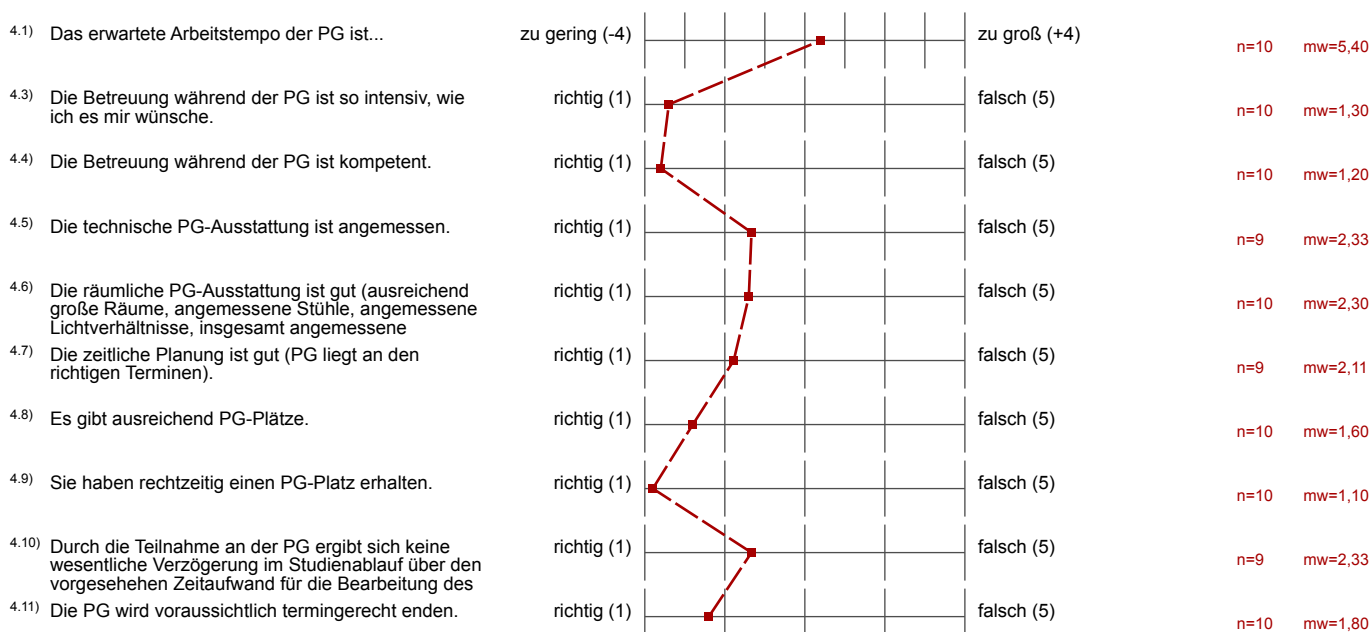 4.1) Das erwartete Arbeitstempo der PG ist... zu gering (-4) zu groß (+4) n=10 mw=5,40
4.3) Die Betreuung während der PG ist so intensiv, wie
ich es mir wünsche. richtig (1) falsch (5) n=10 mw=1,30
4.4) Die Betreuung während der PG ist kompetent. richtig (1) falsch (5) n=10 mw=1,20
4.5) Die technische PG-Ausstattung ist angemessen. richtig (1) falsch (5) n=9 mw=2,33
4.6) Die räumliche PG-Ausstattung ist gut (ausreichend
große Räume, angemessene Stühle, angemessene
Lichtverhältnisse, insgesamt angemessene richtig (1) falsch (5) n=10 mw=2,30
4.7) Die zeitliche Planung ist gut (PG liegt an den
richtigen Terminen). richtig (1) falsch (5) n=9 mw=2,11
4.8) Es gibt ausreichend PG-Plätze. richtig (1) falsch (5) n=10 mw=1,60
4.9) Sie haben rechtzeitig einen PG-Platz erhalten. richtig (1) falsch (5) n=10 mw=1,10
4.10) Durch die Teilnahme an der PG ergibt sich keine
wesentliche Verzögerung im Studienablauf über den
vorgesehehen Zeitaufwand für die Bearbeitung des richtig (1) falsch (5) n=9 mw=2,33
4.11) Die PG wird voraussichtlich termingerecht enden. richtig (1) falsch (5) n=10 mw=1,80